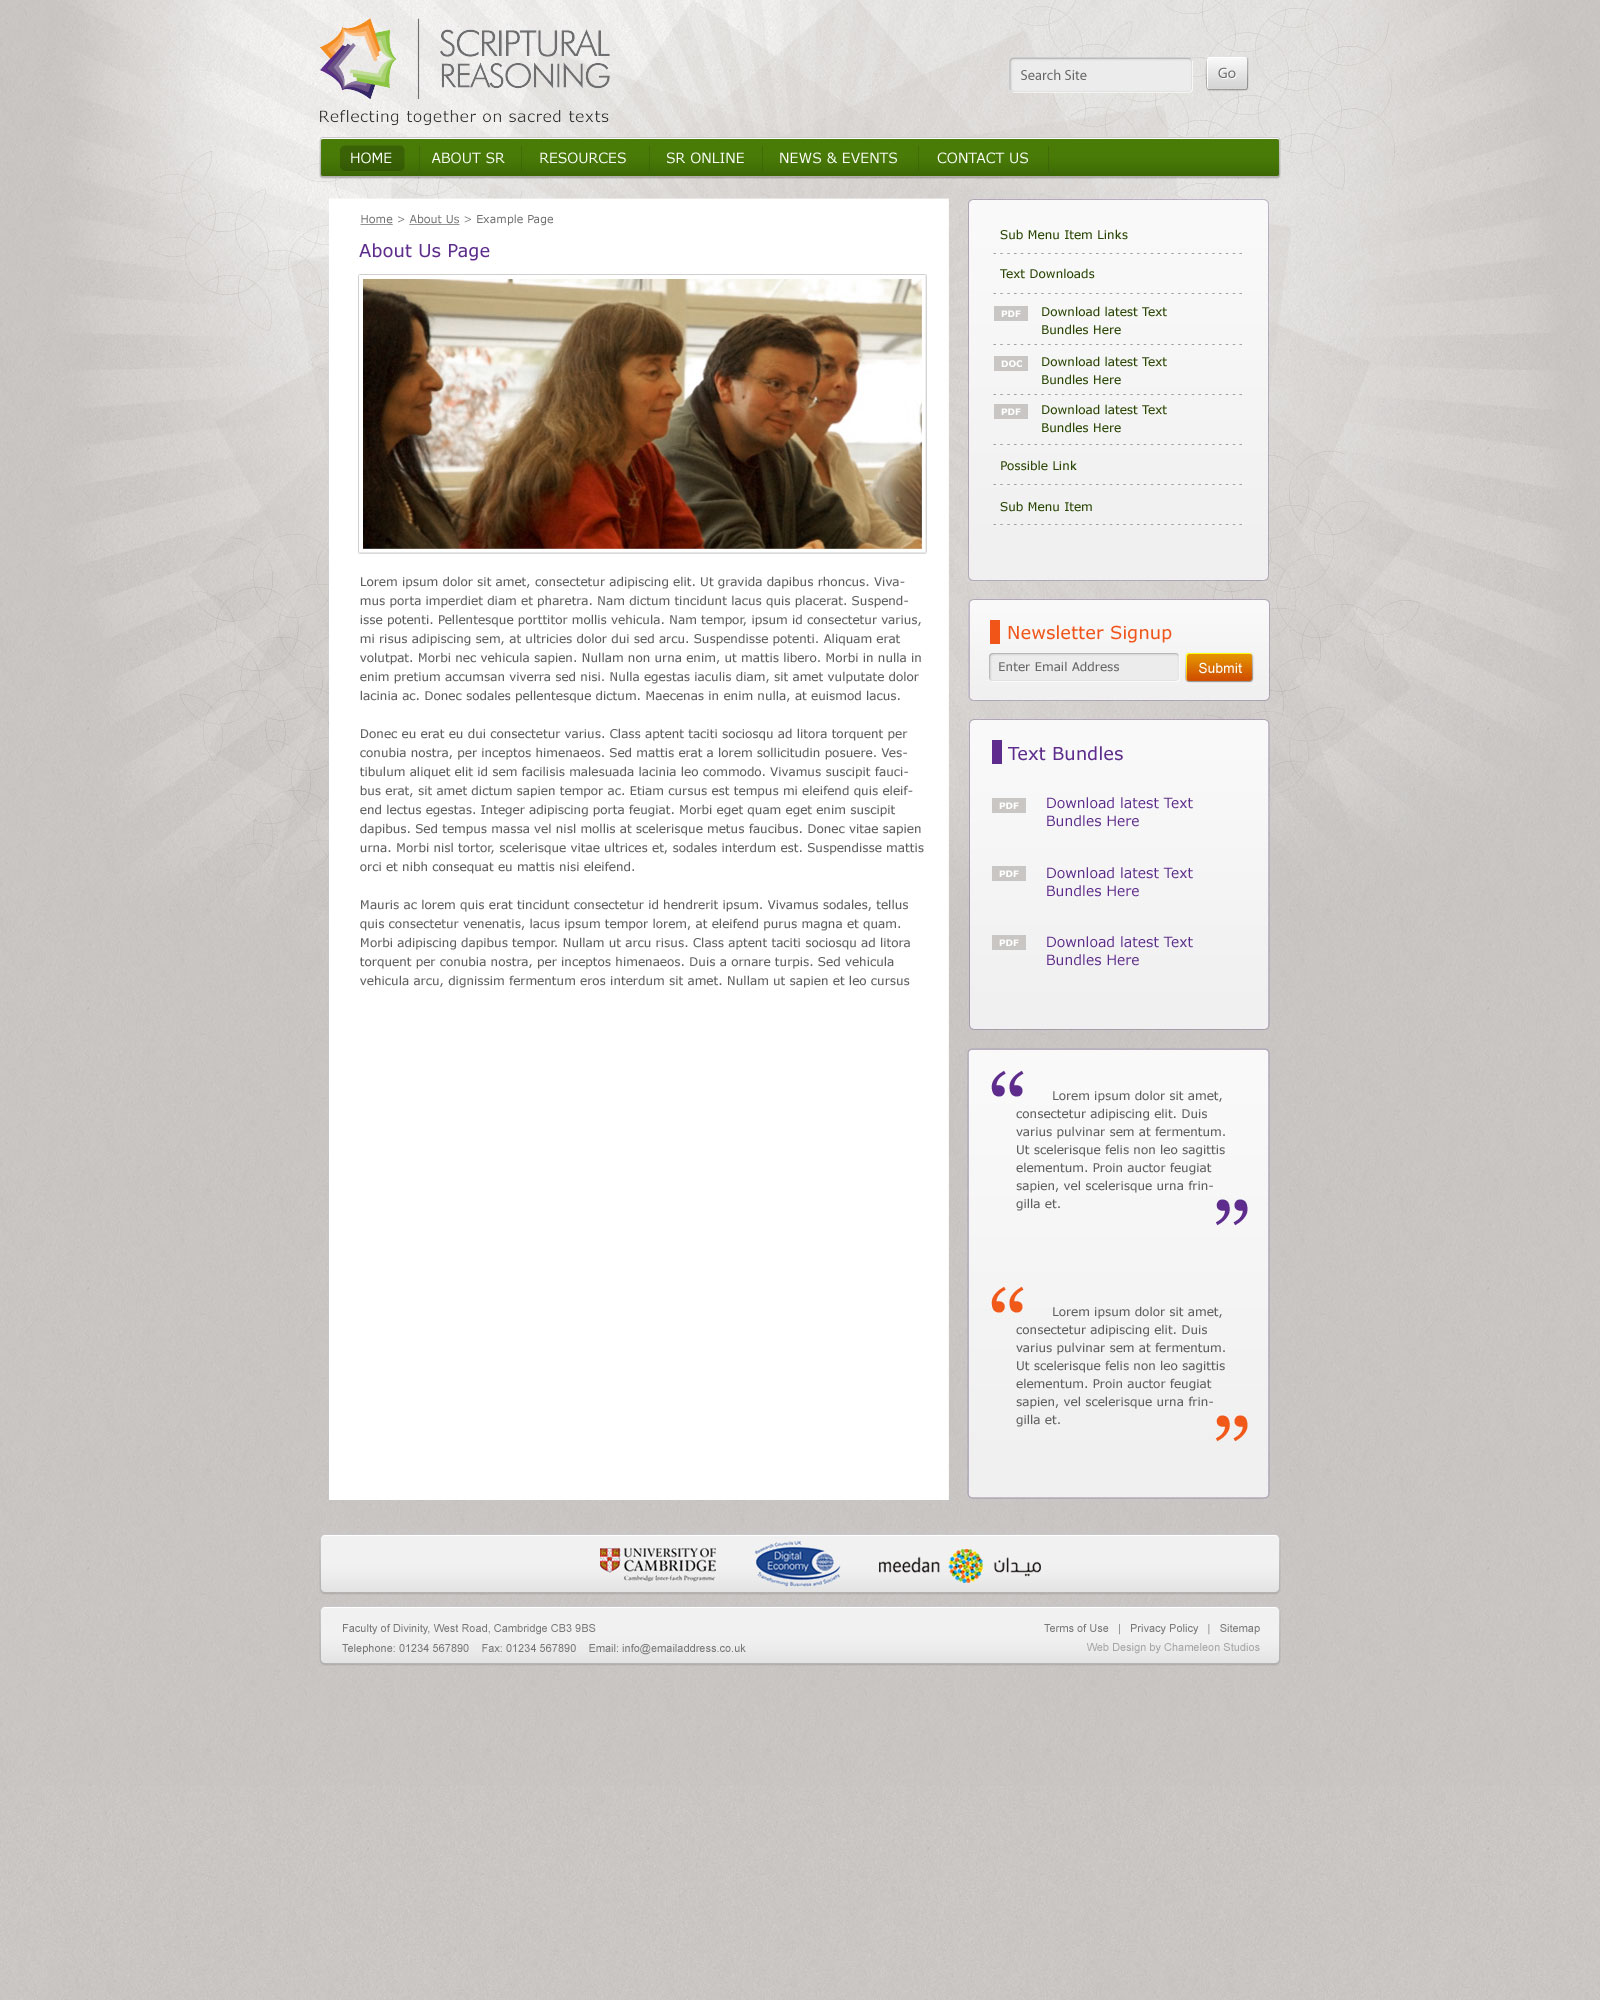 SCRIPTURAL
REASONING
Reflecting together on sacred texts
Search Site
Go
HOME
ABOUT SR
RESOURCES
SR ONLINE
NEWS & EVENTS
CONTACT US
Home > About Us > Example Page
About Us Page
Lorem ipsum dolor sit amet, consectetur adipiscing elit. Ut gravida dapibus rhoncus. Viva-
mus porta imperdiet diam et pharetra. Nam dictum tincidunt lacus quis placerat. Suspend-
isse potenti. Pellentesque porttitor mollis vehicula. Nam tempor, ipsum id consectetur varius,
mi risus adipiscing sem, at ultricies dolor dui sed arcu. Suspendisse potenti. Aliquam erat
volutpat. Morbi nec vehicula sapien. Nullam non urna enim, ut mattis libero. Morbi in nulla in
enim pretium accumsan viverra sed nisi. Nulla egestas iaculis diam, sit amet vulputate dolor
lacinia ac. Donec sodales pellentesque dictum. Maecenas in enim nulla, at euismod lacus.
Donec eu erat eu dui consectetur varius. Class aptent taciti sociosqu ad litora torquent per
conubia nostra, per inceptos himenaeos. Sed mattis erat a lorem sollicitudin posuere. Ves-
tibulum aliquet elit id sem facilisis malesuada lacinia leo commodo. Vivamus suscipit fauci-
bus erat, sit amet dictum sapien tempor ac. Etiam cursus est tempus mi eleifend quis eleif-
end lectus egestas. Integer adipiscing porta feugiat. Morbi eget quam eget enim suscipit
dapibus. Sed tempus massa vel nisl mollis at scelerisque metus faucibus. Donec vitae sapien
urna. Morbi nisl tortor, scelerisque vitae ultrices et, sodales interdum est. Suspendisse mattis
orci et nibh consequat eu mattis nisi eleifend.
Mauris ac lorem quis erat tincidunt consectetur id hendrerit ipsum. Vivamus sodales, tellus
quis consectetur venenatis, lacus ipsum tempor lorem, at eleifend purus magna et quam.
Morbi adipiscing dapibus tempor. Nullam ut arcu risus. Class aptent taciti sociosqu ad litora
torquent per conubia nostra, per inceptos himenaeos. Duis a ornare turpis. Sed vehicula
vehicula arcu, dignissim fermentum eros interdum sit amet. Nullam ut sapien et leo cursus
Sub Menu Item Links
Text Downloads
PDF Download latest Text
Bundles Here
DOC Download latest Text
Bundles Here
PDF Download latest Text
Bundles Here
Possible Link
Sub Menu Item
Newsletter Signup
Enter Email Address
Submit
Text Bundles
PDF Download latest Text
Bundles Here
PDF Download latest Text
Bundles Here
PDF Download latest Text
Bundles Here
“ Lorem ipsum dolor sit amet,
consectetur adipiscing elit. Duis
varius pulvinar sem at fermentum.
Ut scelerisque felis non leo sagittis
elementum. Proin auctor feugiat
sapien, vel scelerisque urna frin-
gilla et. ”
“ Lorem ipsum dolor sit amet,
consectetur adipiscing elit. Duis
varius pulvinar sem at fermentum.
Ut scelerisque felis non leo sagittis
elementum. Proin auctor feugiat
sapien, vel scelerisque urna frin-
gilla et. ”
UNIVERSITY OF
CAMBRIDGE
Cambridge Inter-faith Programme
Research Councils UK
Digital
Economy
Transforming Business and Society
meedan ميدان
Faculty of Divinity, West Road, Cambridge CB3 9BS
Telephone: 01234 567890 Fax: 01234 567890 Email: info@emailaddress.co.uk
Terms of Use | Privacy Policy | Sitemap
Web Design by Chameleon Studios